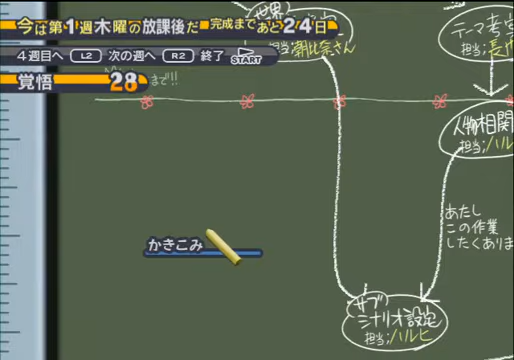 今は第1週木曜の放課後だ 完成まであと24日
4週目へ L2 次の週へ R2 終了 START
覚悟 28
まで!!
世界
担当;朝比奈さん
テーマ考
担当;長
人物相関
担当;ハル
あたし
この作業
したくありま
かきこみ
サブ
シナリオ設定
担当;ハルヒ